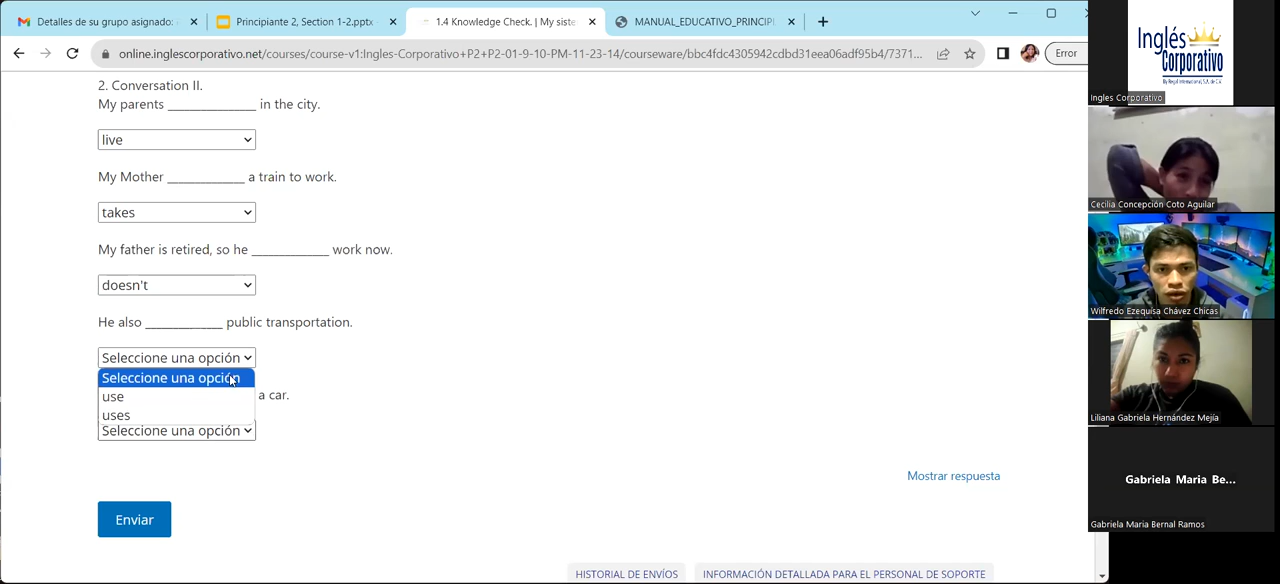 Detalles de su grupo asignado:
Principiante 2, Section 1-2.pptx -
1.4 Knowledge Check. | My siste
MANUAL_EDUCATIVO_PRINCIPI
online.inglescorporativo.net/courses/course-v1:Ingles-Corporativo+P2+P2-01-9-10-PM-11-23-14/courseware/bbc4fdc4305942cdbd31eea06adf95b4/7371...
Error
2. Conversation II.
My parents _______________ in the city.
live
My Mother ______________ a train to work.
takes
My father is retired, so he ______________ work now.
doesn't
He also ______________ public transportation.
Seleccione una opción
Seleccione una opción
use
a car.
uses
Seleccione una opción
Mostrar respuesta
Enviar
HISTORIAL DE ENVÍOS
INFORMACIÓN DETALLADA PARA EL PERSONAL DE SOPORTE
Inglés
Corporativo
Ingles Corporativo
Cecilia Concepción Coto Aguilar
Wilfredo Ezequisa Chávez Chicas
Liliana Gabriela Hernández Mejía
Gabriela Maria Be...
Gabriela Maria Bernal Ramos